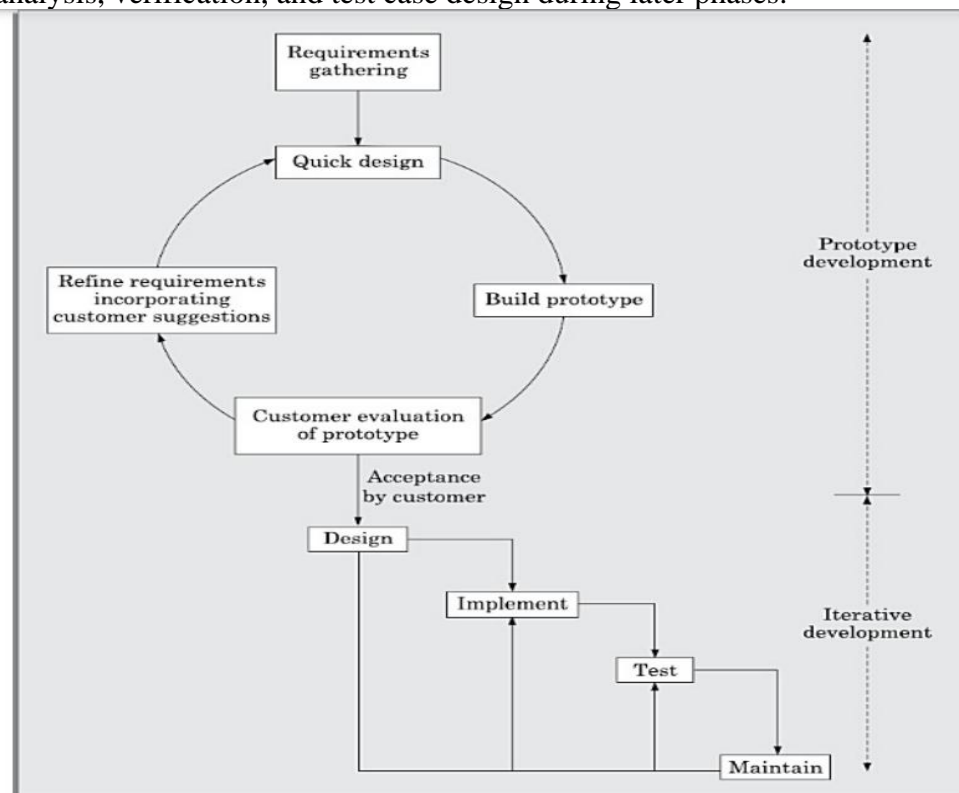 analysis, verification, and test case design during later phases.
Requirements
gathering
Quick design
Refine requirements
incorporating
customer suggestions
Build prototype
Prototype
development
Customer evaluation
of prototype
Acceptance
by customer
Design
Implement
Iterative
development
Test
Maintain